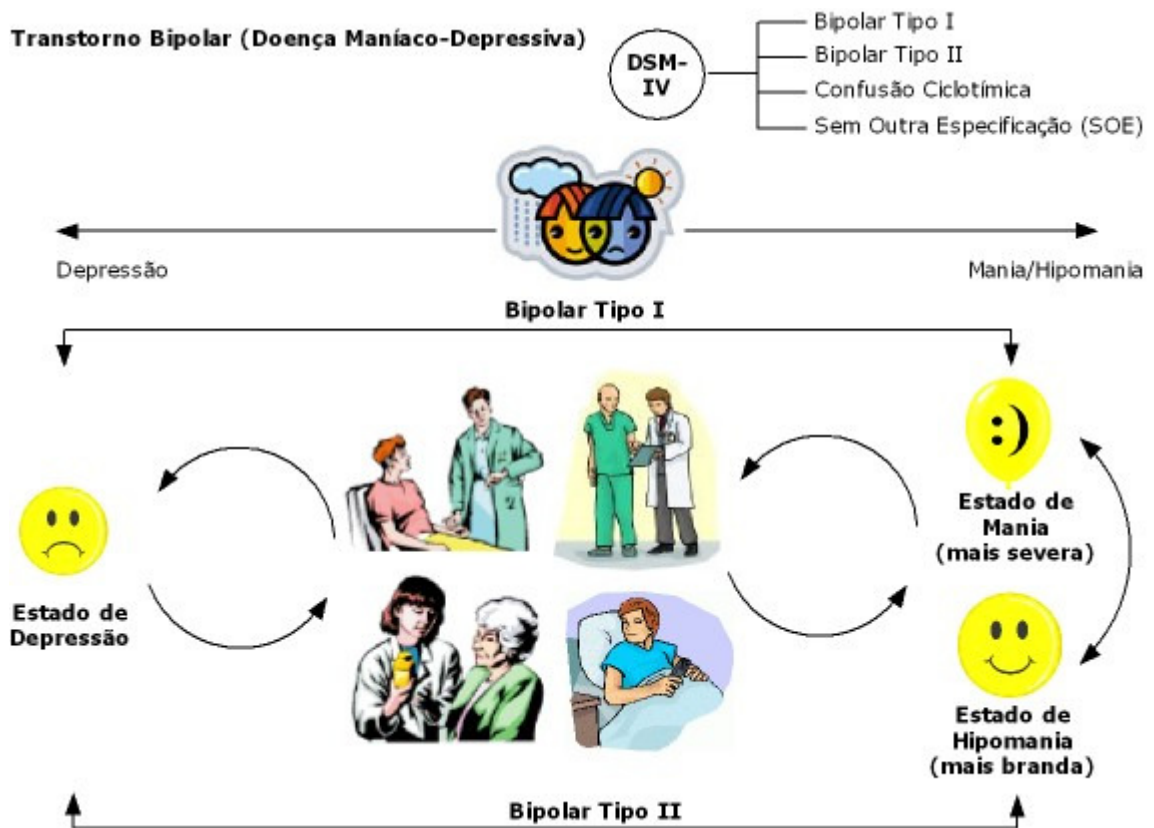 Transtorno Bipolar (Doença Maníaco-Depressiva)
DSM-
IV
Bipolar Tipo I
Bipolar Tipo II
Confusão Ciclotímica
Sem Outra Especificação (SOE)
Depressão
Mania/Hipomania
Bipolar Tipo I
:)
Estado de
Mania
(mais severa)
Estado de
Depressão
Estado de
Hipomania
(mais branda)
Bipolar Tipo II